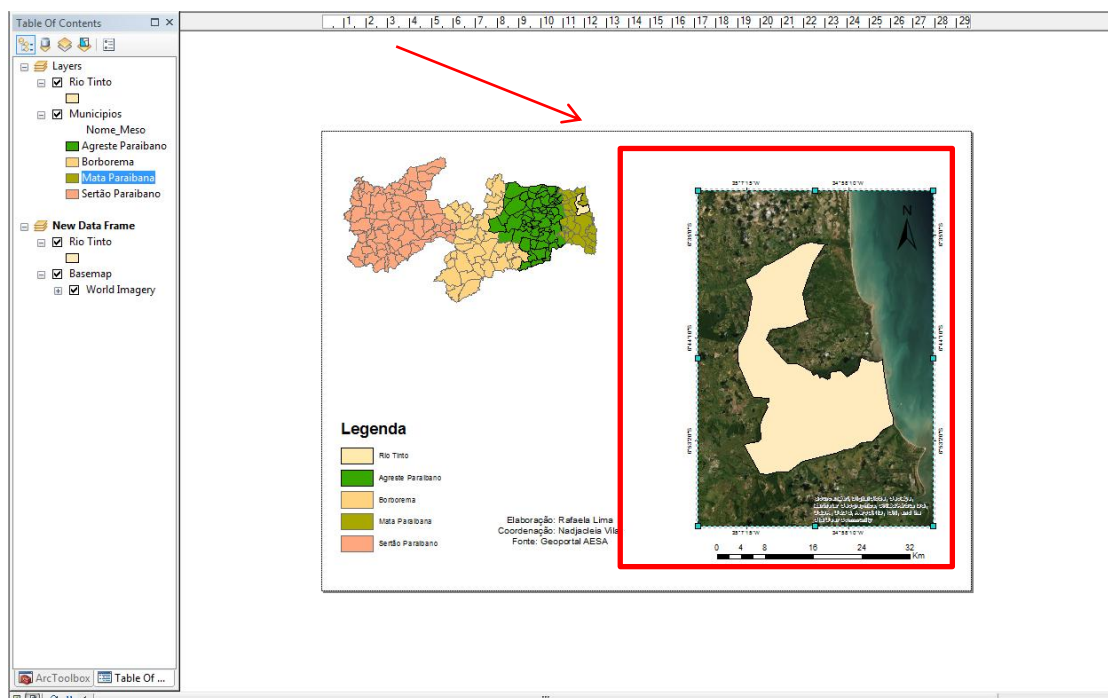 Table Of Contents
Layers
Rio Tinto
Municipios
Nome_Meso
Agreste Paraibano
Borborema
Mata Paraibana
Sertão Paraibano
New Data Frame
Rio Tinto
Basemap
World Imagery
ArcToolbox
Table Of ...
1 2 3 4 5 6 7 8 9 10 11 12 13 14 15 16 17 18 19 20 21 22 23 24 25 26 27 28 29
Legenda
Rio Tinto
Agreste Paraibano
Borborema
Mata Paraibana
Sertão Paraibano
Elaboração: Rafaela Lima
Coordenação: Nadjacleia Vila
Fonte: Geoportal AESA
N
0 4 8 16 24 32
Km